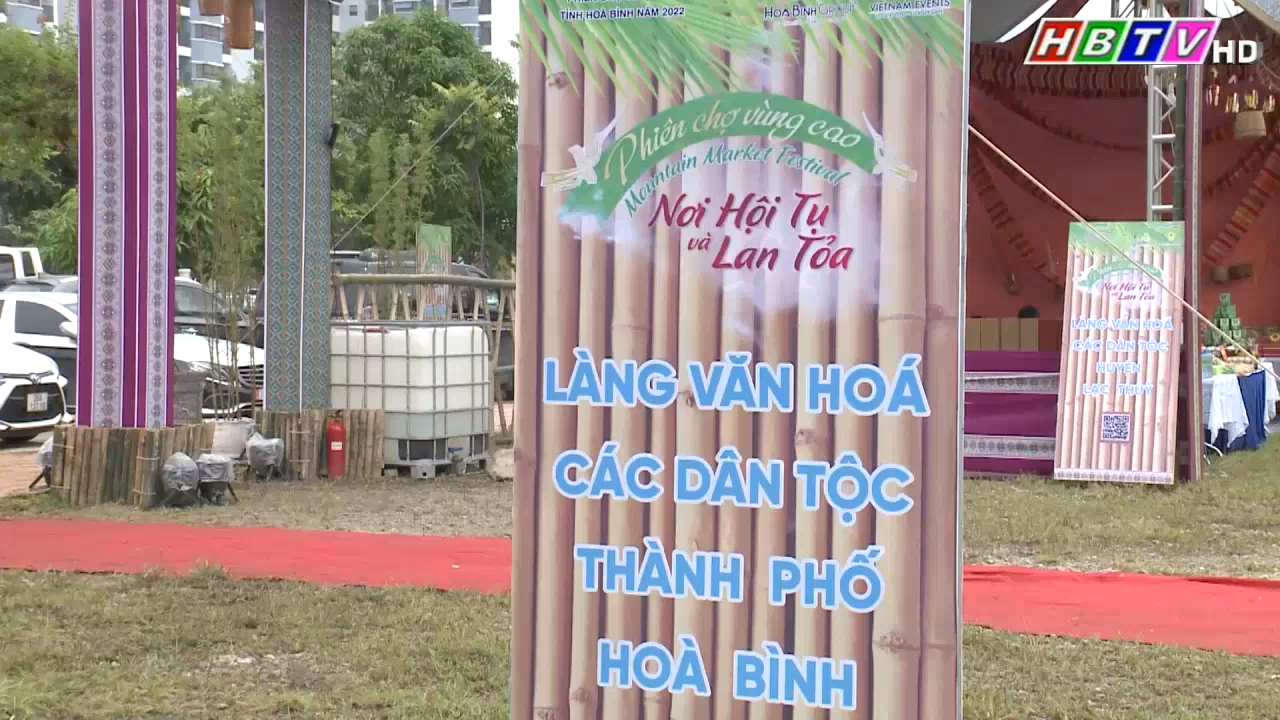 TỈNH HOÀ BÌNH NĂM 2022
HOÀ BÌNH GROUP
VIETNAM EVENTS
HBTV HD
Phiên chợ vùng cao
Mountain Market Festival
Nơi Hội Tụ
và Lan Tỏa
LÀNG VĂN HOÁ
CÁC DÂN TỘC
THÀNH PHỐ
HOÀ BÌNH
Nơi Hội Tụ
và Lan Tỏa
LÀNG VĂN HOÁ
CÁC DÂN TỘC
HUYỆN
LẠC THUỶ